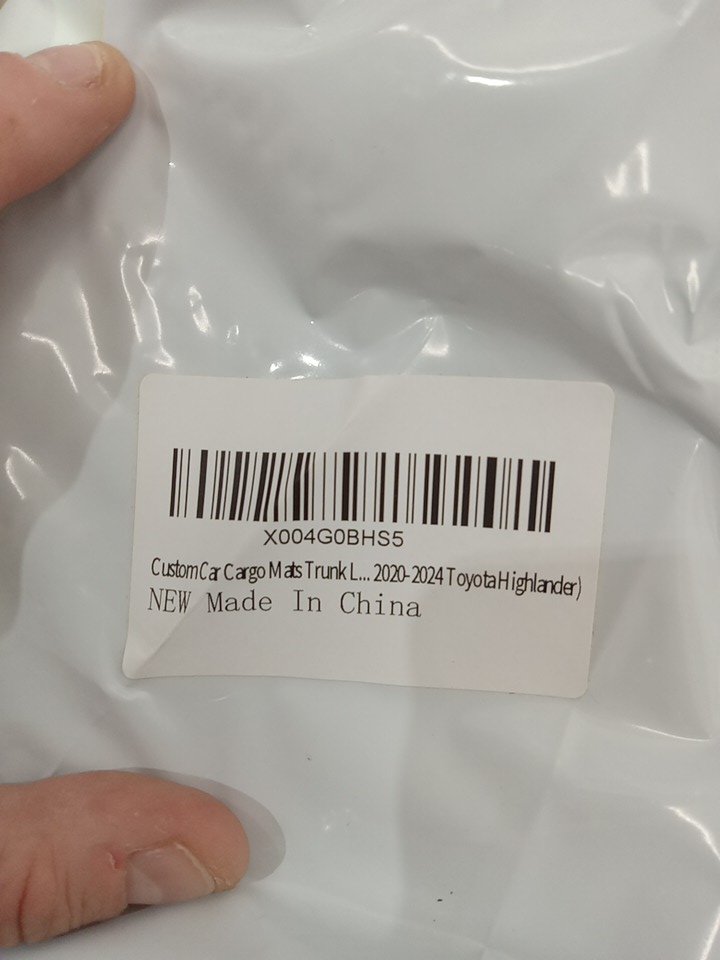 X004G0BHS5
Custom Car Cargo Mats Trunk L... 2020-2024 Toyota Highlander)
NEW Made In China